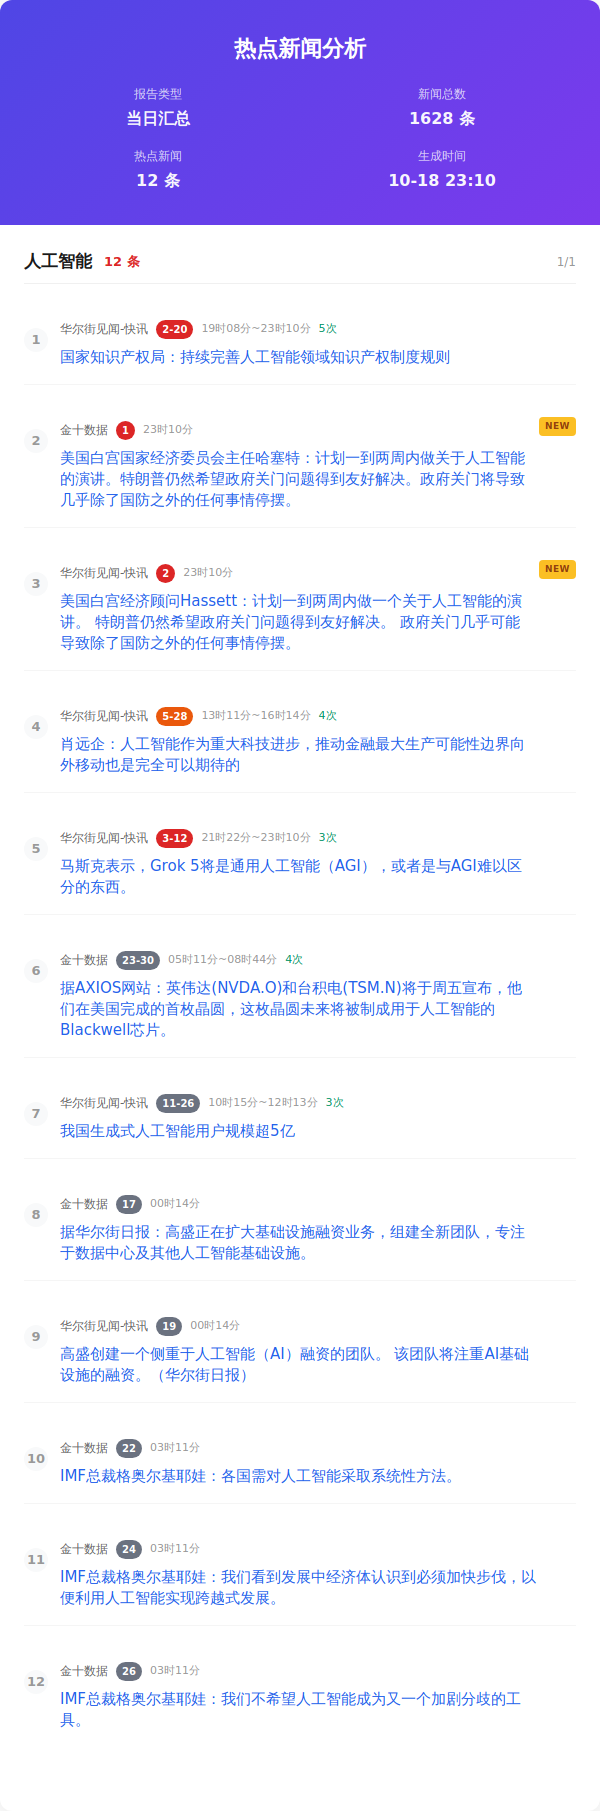 热点新闻分析
报告类型
新闻总数
当日汇总
1628 条
热点新闻
生成时间
12 条
10-18 23:10
人工智能 12 条 1/1
1 华尔街见闻-快讯 2-20 19时08分~23时10分 5次
国家知识产权局：持续完善人工智能领域知识产权制度规则
2 金十数据 1 23时10分 NEW
美国白宫国家经济委员会主任哈塞特：计划一到两周内做关于人工智能
的演讲。特朗普仍然希望政府关门问题得到友好解决。政府关门将导致
几乎除了国防之外的任何事情停摆。
3 华尔街见闻-快讯 2 23时10分 NEW
美国白宫经济顾问Hassett：计划一到两周内做一个关于人工智能的演
讲。 特朗普仍然希望政府关门问题得到友好解决。 政府关门几乎可能
导致除了国防之外的任何事情停摆。
4 华尔街见闻-快讯 5-28 13时11分~16时14分 4次
肖远企：人工智能作为重大科技进步，推动金融最大生产可能性边界向
外移动也是完全可以期待的
5 华尔街见闻-快讯 3-12 21时22分~23时10分 3次
马斯克表示，Grok 5将是通用人工智能（AGI），或者是与AGI难以区
分的东西。
6 金十数据 23-30 05时11分~08时44分 4次
据AXIOS网站：英伟达(NVDA.O)和台积电(TSM.N)将于周五宣布，他
们在美国完成的首枚晶圆，这枚晶圆未来将被制成用于人工智能的
Blackwell芯片。
7 华尔街见闻-快讯 11-26 10时15分~12时13分 3次
我国生成式人工智能用户规模超5亿
8 金十数据 17 00时14分
据华尔街日报：高盛正在扩大基础设施融资业务，组建全新团队，专注
于数据中心及其他人工智能基础设施。
9 华尔街见闻-快讯 19 00时14分
高盛创建一个侧重于人工智能（AI）融资的团队。 该团队将注重AI基础
设施的融资。（华尔街日报）
10 金十数据 22 03时11分
IMF总裁格奥尔基耶娃：各国需对人工智能采取系统性方法。
11 金十数据 24 03时11分
IMF总裁格奥尔基耶娃：我们看到发展中经济体认识到必须加快步伐，以
便利用人工智能实现跨越式发展。
12 金十数据 26 03时11分
IMF总裁格奥尔基耶娃：我们不希望人工智能成为又一个加剧分歧的工
具。